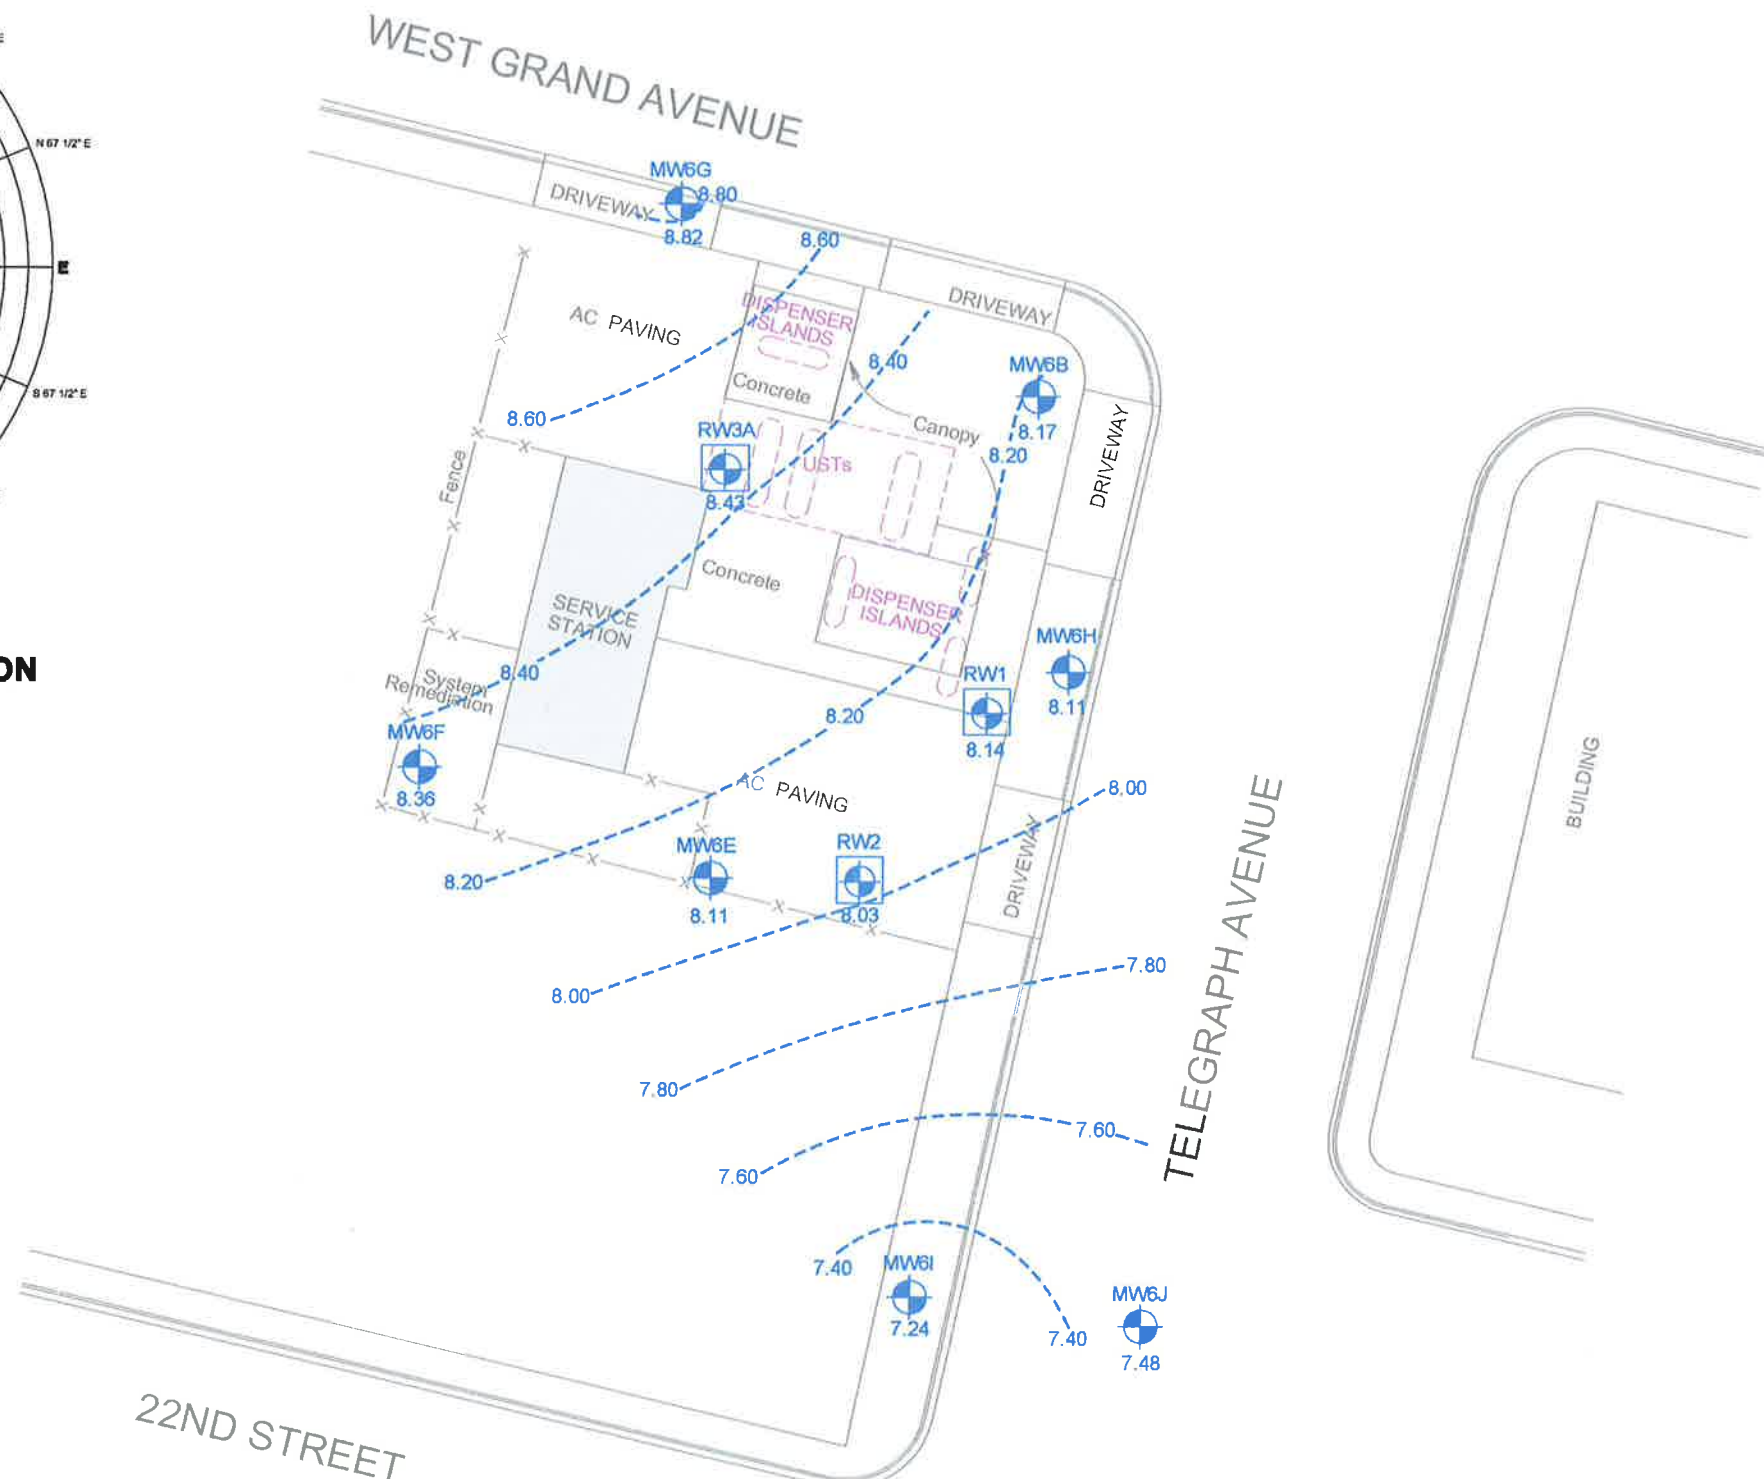 WEST GRAND AVENUE
E
N 67 1/2° E
E
S 67 1/2° E
ON
MW6G
8.80
DRIVEWAY
8.82
8.60
DRIVEWAY
DISPENSER
ISLANDS
AC PAVING
8.40
MW6B
8.17
Concrete
8.60
RW3A
Canopy
DRIVEWAY
8.20
USTs
Fence
8.43
Concrete
DISPENSER
ISLANDS
SERVICE
STATION
MW6H
8.11
8.40
System
Remediation
RW1
8.14
8.20
MW6F
8.36
AC PAVING
8.00
BUILDING
MW6E
8.11
RW2
8.03
DRIVEWAY
8.20
TELEGRAPH AVENUE
8.00
7.80
7.80
7.60
7.60
7.40
MW6I
7.24
7.40
MW6J
7.48
22ND STREET